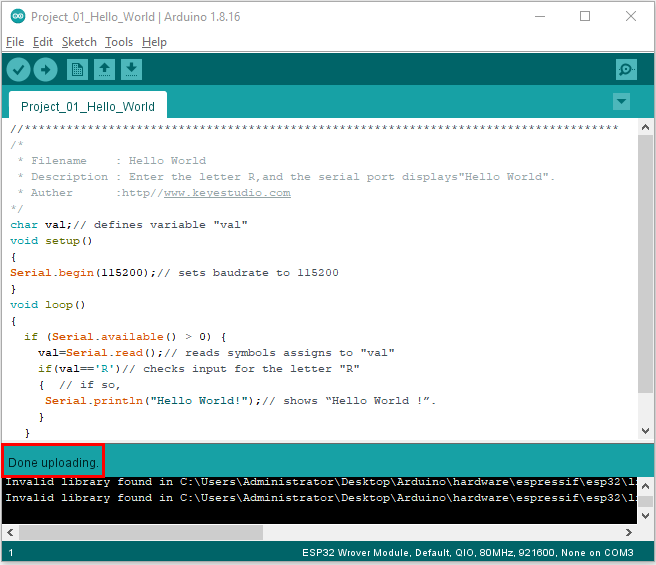 Project_01_Hello_World | Arduino 1.8.16
File Edit Sketch Tools Help
Project_01_Hello_World
//*************************************************************************************
/*
 * Filename    : Hello World
 * Description : Enter the letter R,and the serial port displays"Hello World".
 * Auther      :http//www.keyestudio.com
*/
char val;// defines variable "val"
void setup()
{
Serial.begin(115200);// sets baudrate to 115200
}
void loop()
{
  if (Serial.available() > 0) {
    val=Serial.read();// reads symbols assigns to "val"
    if(val=='R')// checks input for the letter "R"
    {  // if so,
     Serial.println("Hello World!");// shows “Hello World !”.
    }
  }
Done uploading.
Invalid library found in C:\Users\Administrator\Desktop\Arduino\hardware\espressif\esp32\l
Invalid library found in C:\Users\Administrator\Desktop\Arduino\hardware\espressif\esp32\l
1 ESP32 Wrover Module, Default, QIO, 80MHz, 921600, None on COM3